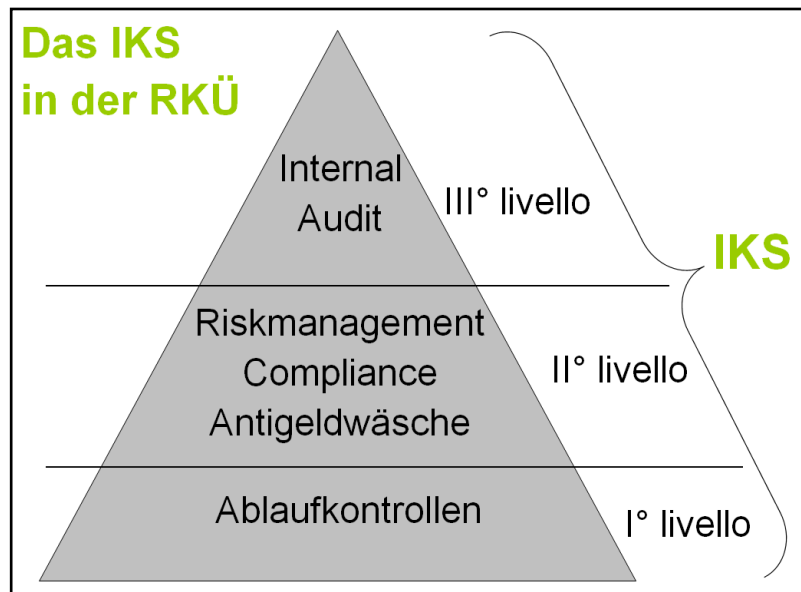 Das IKS
in der RKÜ
Internal
Audit
III° livello
IKS
Riskmanagement
Compliance
Antigeldwäsche
II° livello
Ablaufkontrollen
I° livello